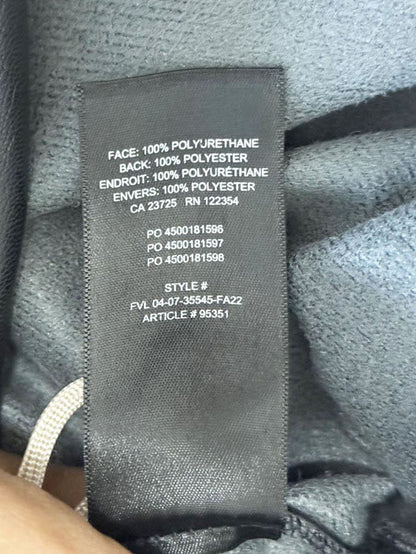 FACE: 100% POLYURETHANE
BACK: 100% POLYESTER
ENDROIT: 100% POLYURÉTHANE
ENVERS: 100% POLYESTER
CA 23725 RN 122354
PO 4500181596
PO 4500181597
PO 4500181598
STYLE #
FVL 04-07-35545-FA22
ARTICLE # 95351